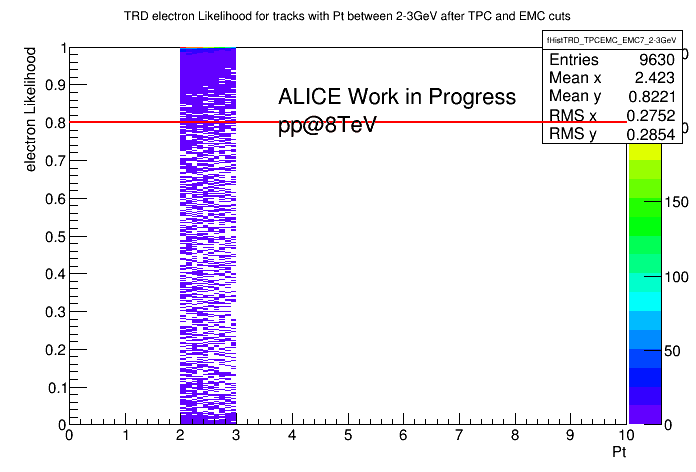 TRD electron Likelihood for tracks with Pt between 2-3GeV after TPC and EMC cuts
fHistTRD_TPCEMC_EMC7_2-3GeV
Entries 9630
Mean x 2.423
Mean y 0.8221
RMS x 0.2752
RMS y 0.2854
electron Likelihood
1
0.9
0.8
0.7
0.6
0.5
0.4
0.3
0.2
0.1
0
ALICE Work in Progress
pp@8TeV
0 1 2 3 4 5 6 7 8 9 10
Pt
100
50
0